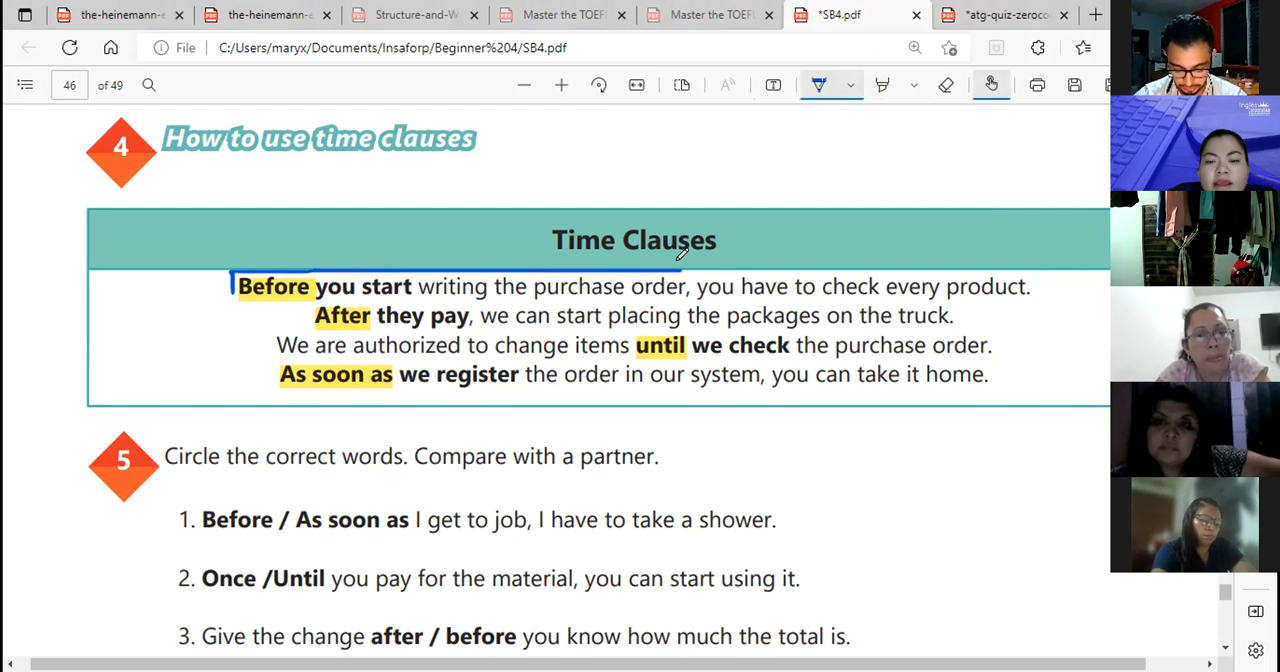 the-heinemann-e
the-heinemann-e
Structure-and-W
Master the TOEF
Master the TOEFL
*SB4.pdf
*atg-quiz-zeroco
File C:/Users/maryx/Documents/Insaforp/Beginner%204/SB4.pdf
46 of 49
4 How to use time clauses
Time Clauses
Before you start writing the purchase order, you have to check every product.
After they pay, we can start placing the packages on the truck.
We are authorized to change items until we check the purchase order.
As soon as we register the order in our system, you can take it home.
5 Circle the correct words. Compare with a partner.
1. Before / As soon as I get to job, I have to take a shower.
2. Once /Until you pay for the material, you can start using it.
3. Give the change after / before you know how much the total is.